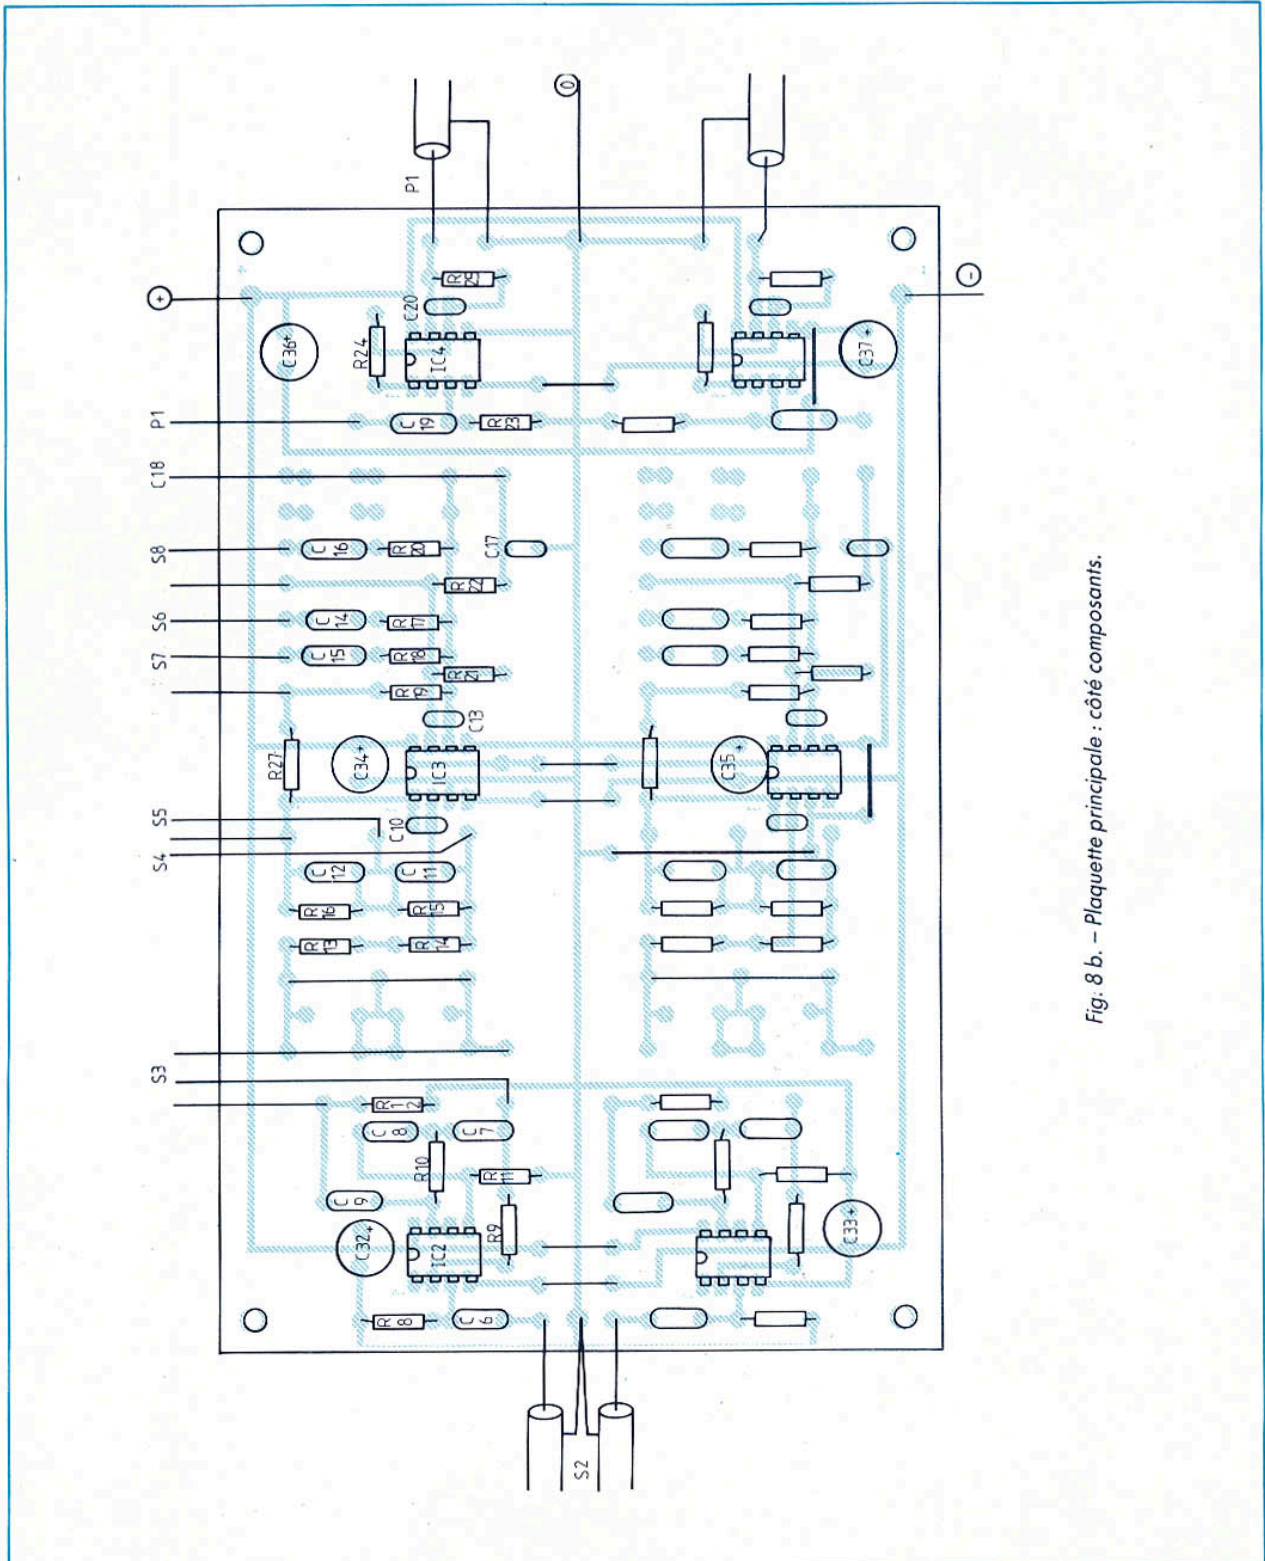 P1
0
+
-
C36+
R24
C20
R25
IC4
C37+
P1
C19
R23
C18
S8
C16
R20
C17
R22
S6
C14
R17
S7
C15
R18
R21
R19
C13
R27
C34+
IC3
C35+
S5
S4
C10
C12
C11
R16
R15
R13
R14
S3
R12
C8
C7
R10
R11
C9
C32+
IC2
R9
C33+
R8
C6
S2
Fig. 8 b. – Plaquette principale : côté composants.